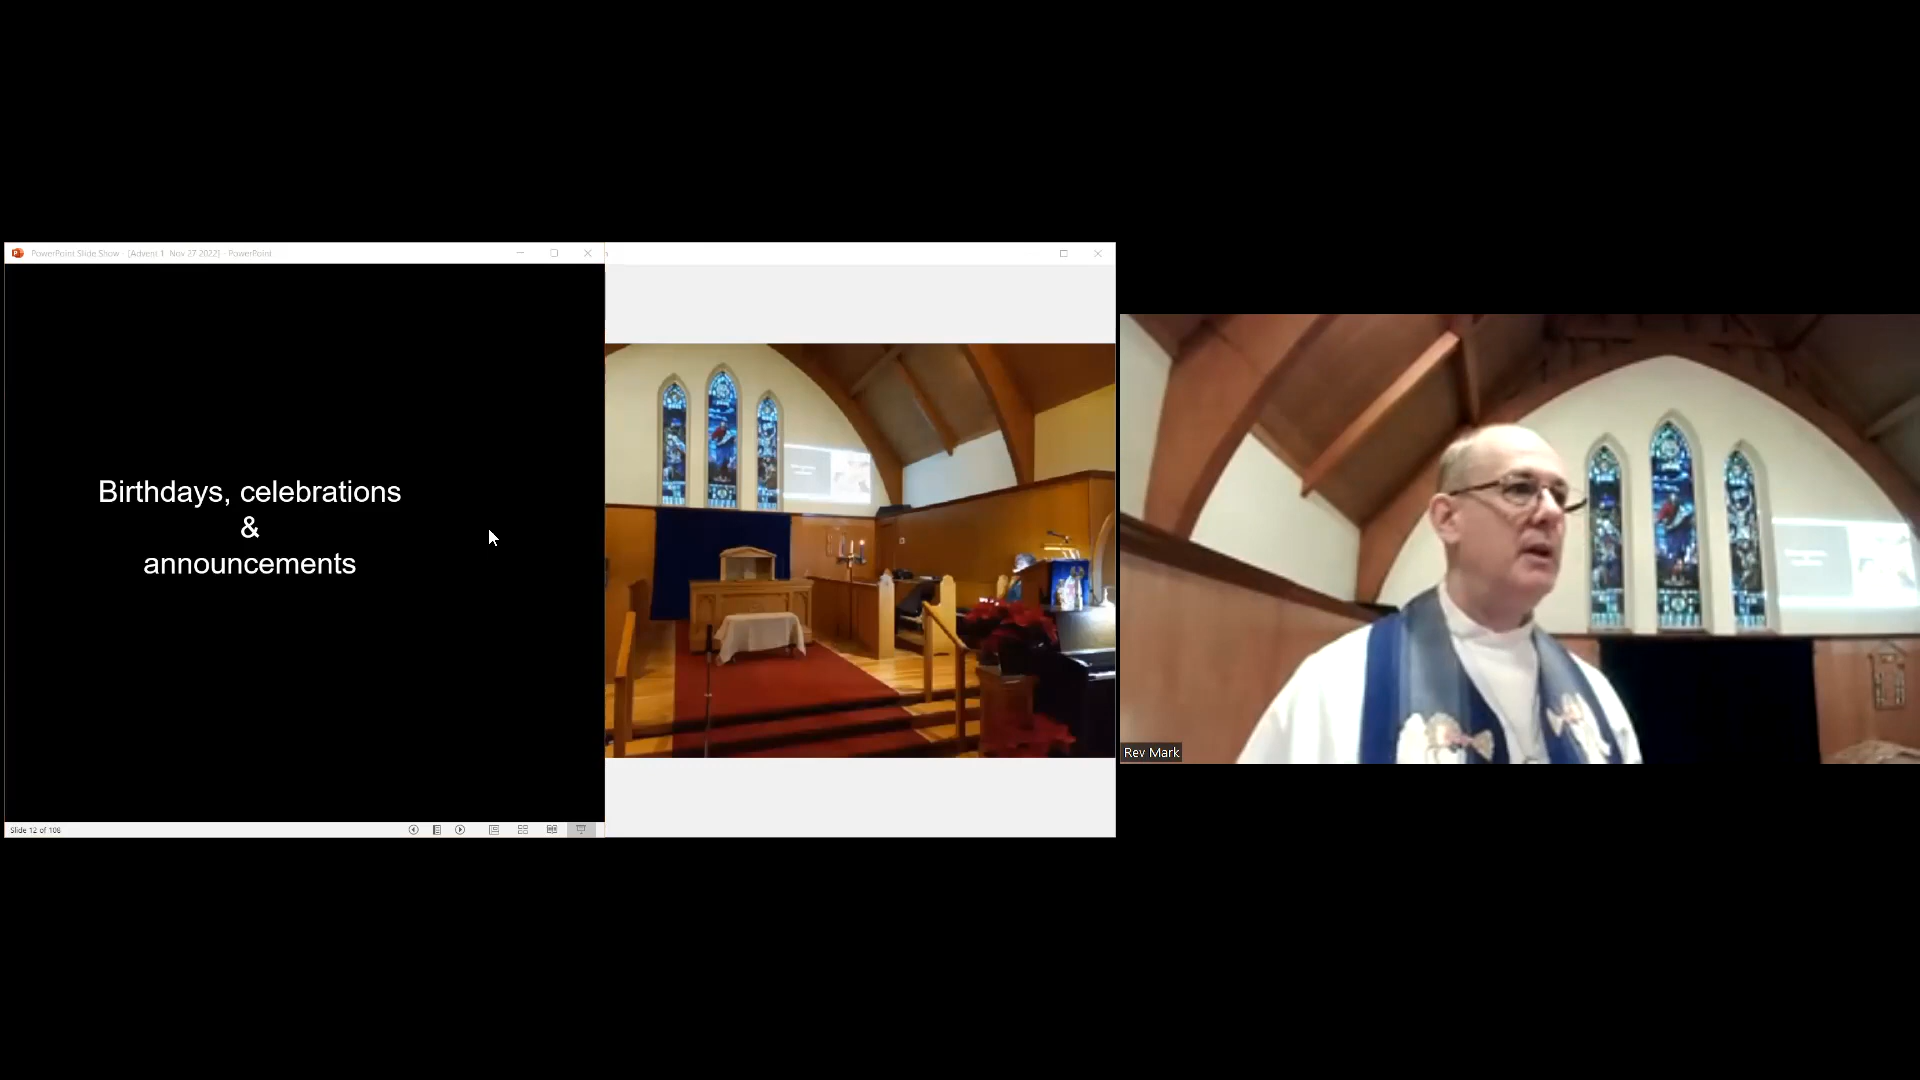 PowerPoint Slide Show - [Advent 1 Nov 27 2022] - PowerPoint
Birthdays, celebrations
&
announcements
Slide 12 of 108
Rev Mark